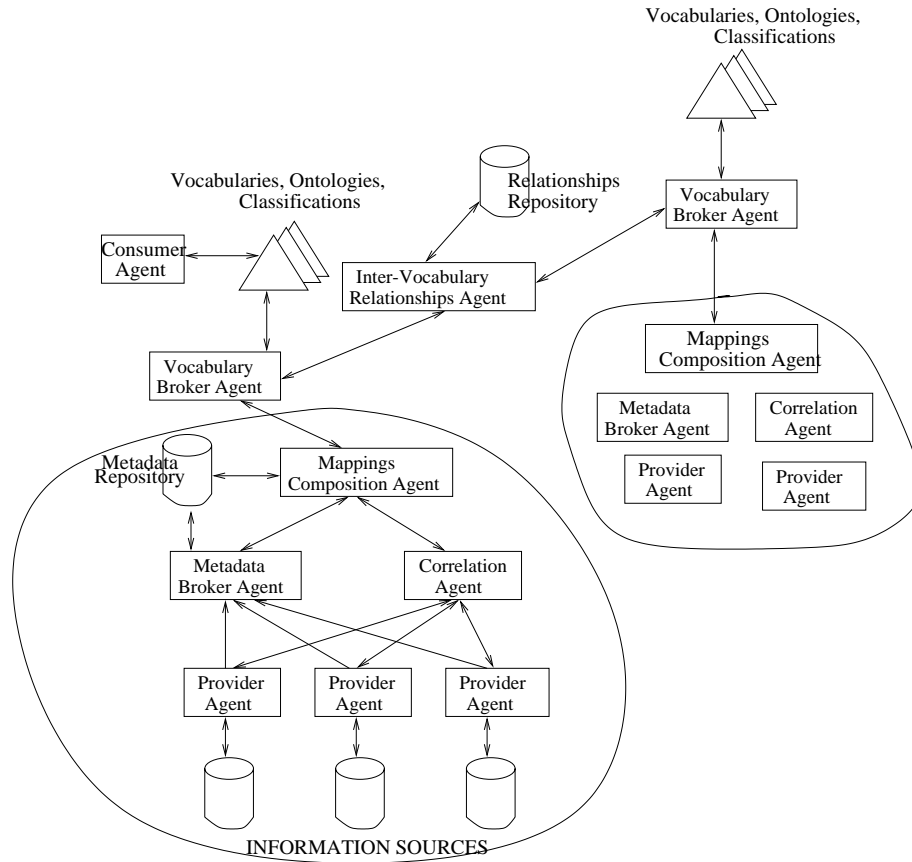 Vocabularies, Ontologies,
Classifications
Vocabularies, Ontologies,
Classifications
Relationships
Repository
Vocabulary
Broker Agent
Consumer
Agent
Inter-Vocabulary
Relationships Agent
Vocabulary
Broker Agent
Mappings
Composition Agent
Metadata
Broker Agent
Correlation
Agent
Provider
Agent
Provider
Agent
Metadata
Repository
Mappings
Composition Agent
Metadata
Broker Agent
Correlation
Agent
Provider
Agent
Provider
Agent
Provider
Agent
INFORMATION SOURCES